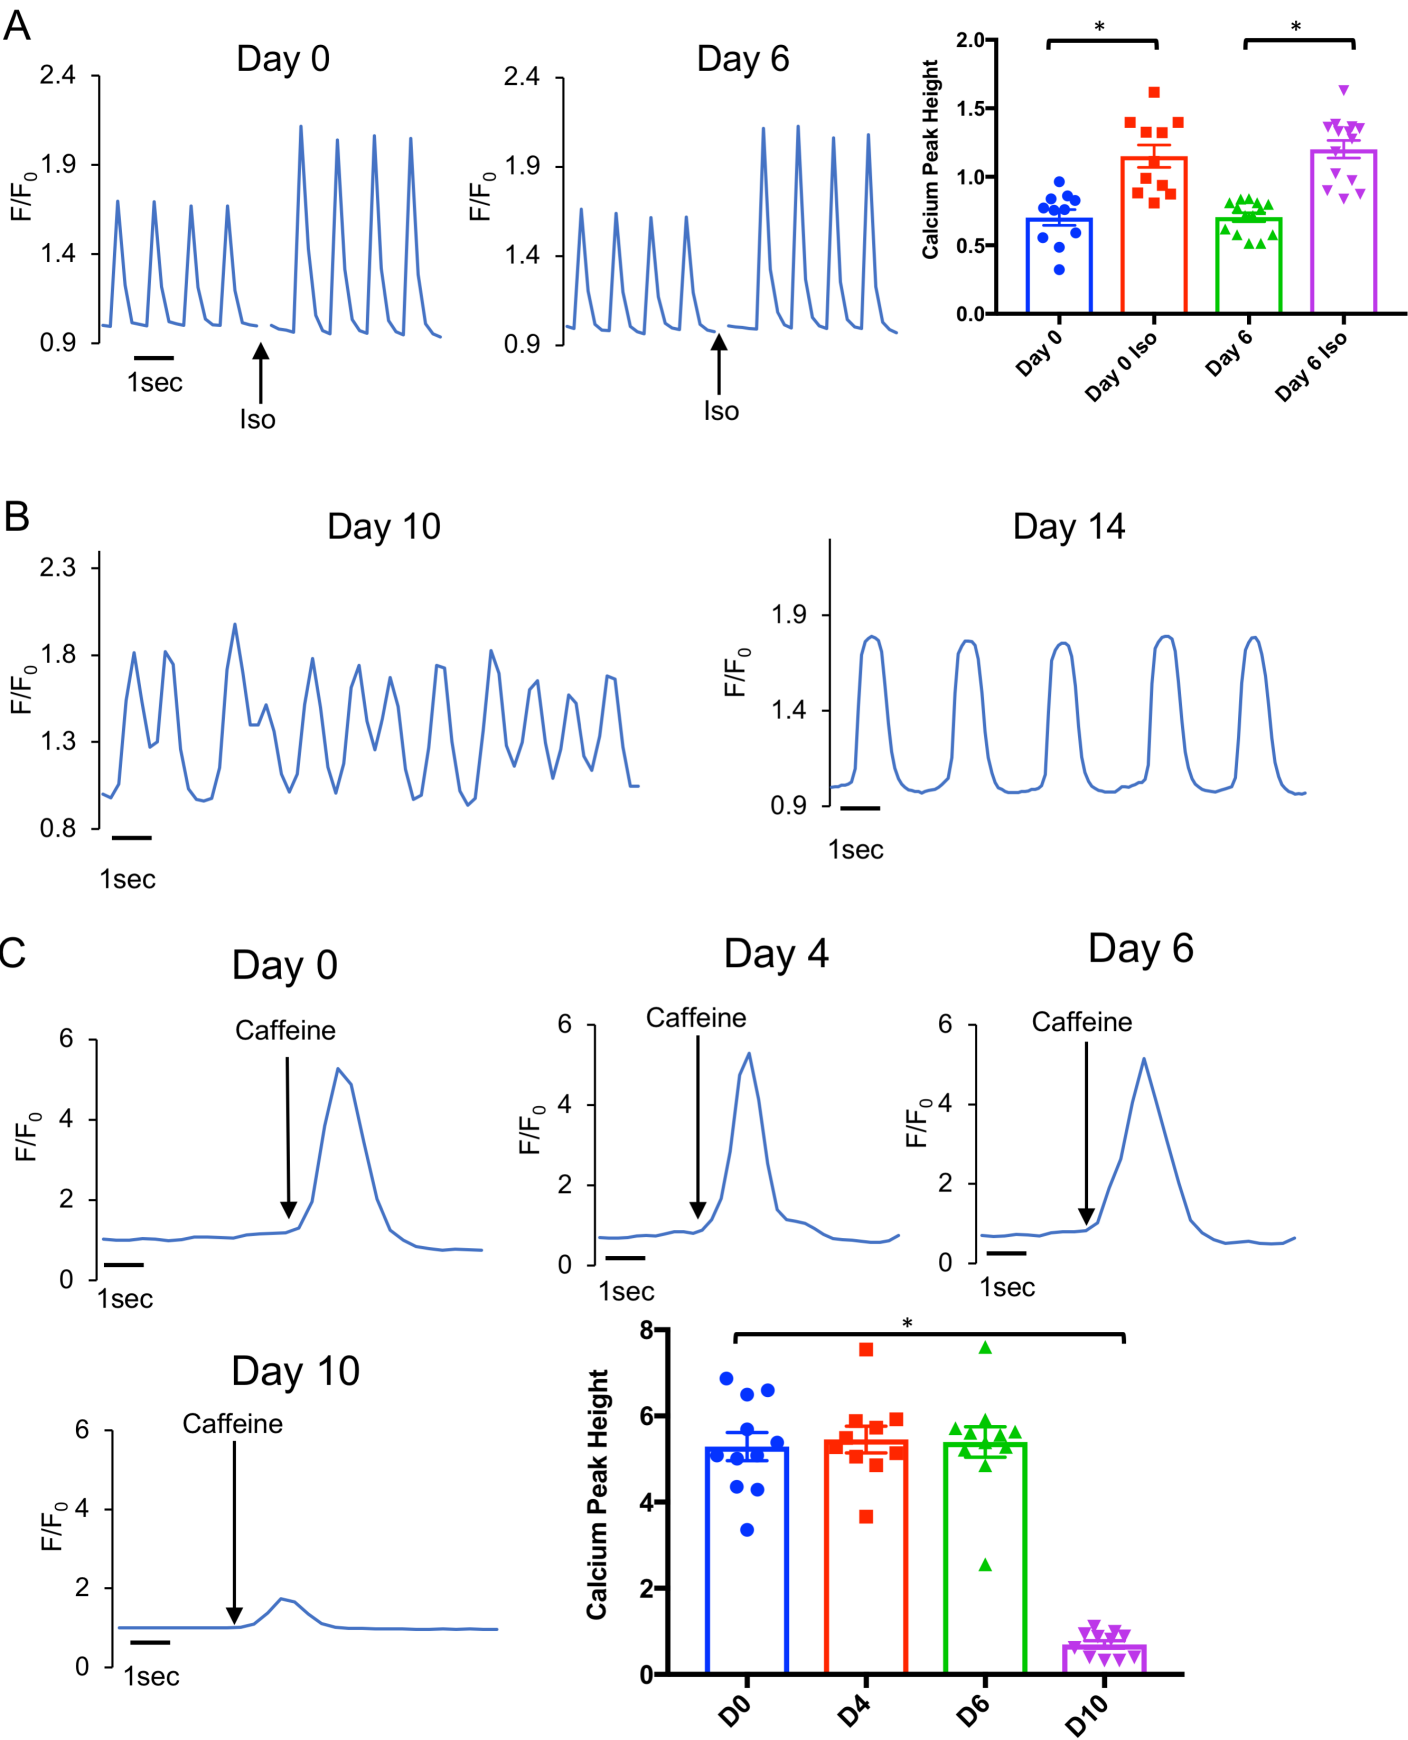 A
Day 0
2.4
1.9
1.4
0.9
F/F0
1sec
Iso
Day 6
2.4
1.9
1.4
0.9
F/F0
Iso
*
*
2.0
1.5
1.0
0.5
0.0
Calcium Peak Height
Day 0
Day 0 Iso
Day 6
Day 6 Iso
B
Day 10
2.3
1.8
1.3
0.8
F/F0
1sec
Day 14
1.9
1.4
0.9
F/F0
1sec
C
Day 0
Caffeine
6
4
2
0
F/F0
1sec
Day 4
Caffeine
6
4
2
0
F/F0
1sec
Day 6
Caffeine
6
4
2
0
F/F0
1sec
Day 10
Caffeine
6
4
2
0
F/F0
1sec
*
8
6
4
2
0
Calcium Peak Height
D0
D4
D6
D10